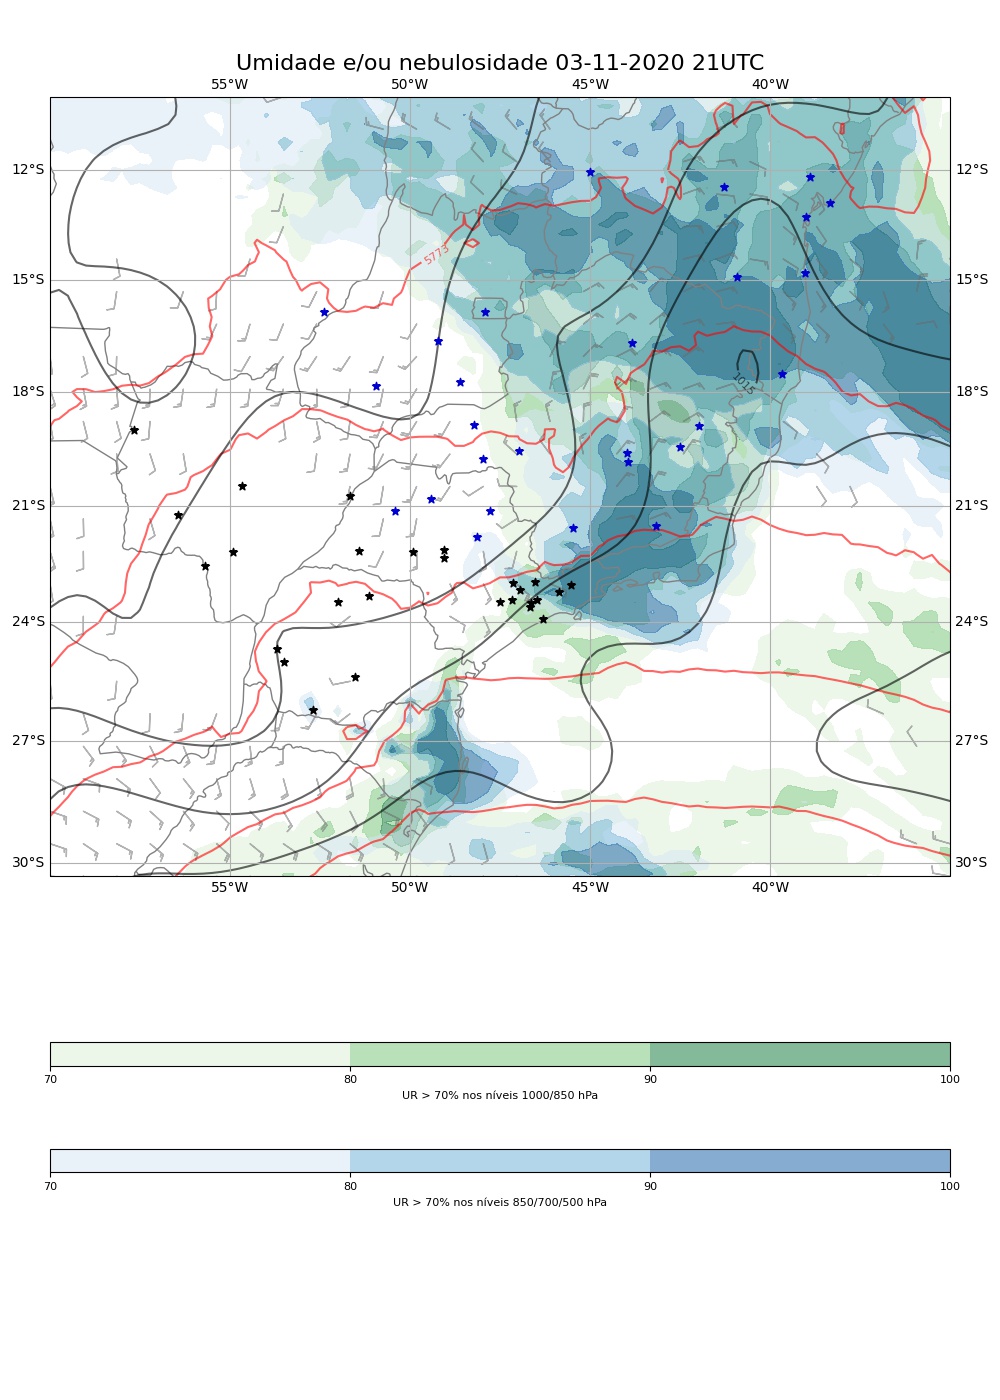 Umidade e/ou nebulosidade 03-11-2020 21UTC
55°W 50°W 45°W 40°W
12°S 12°S
5773
15°S 15°S
1015
18°S 18°S
21°S 21°S
24°S 24°S
27°S 27°S
30°S 30°S
55°W 50°W 45°W 40°W
70 80 90 100
UR > 70% nos níveis 1000/850 hPa
70 80 90 100
UR > 70% nos níveis 850/700/500 hPa